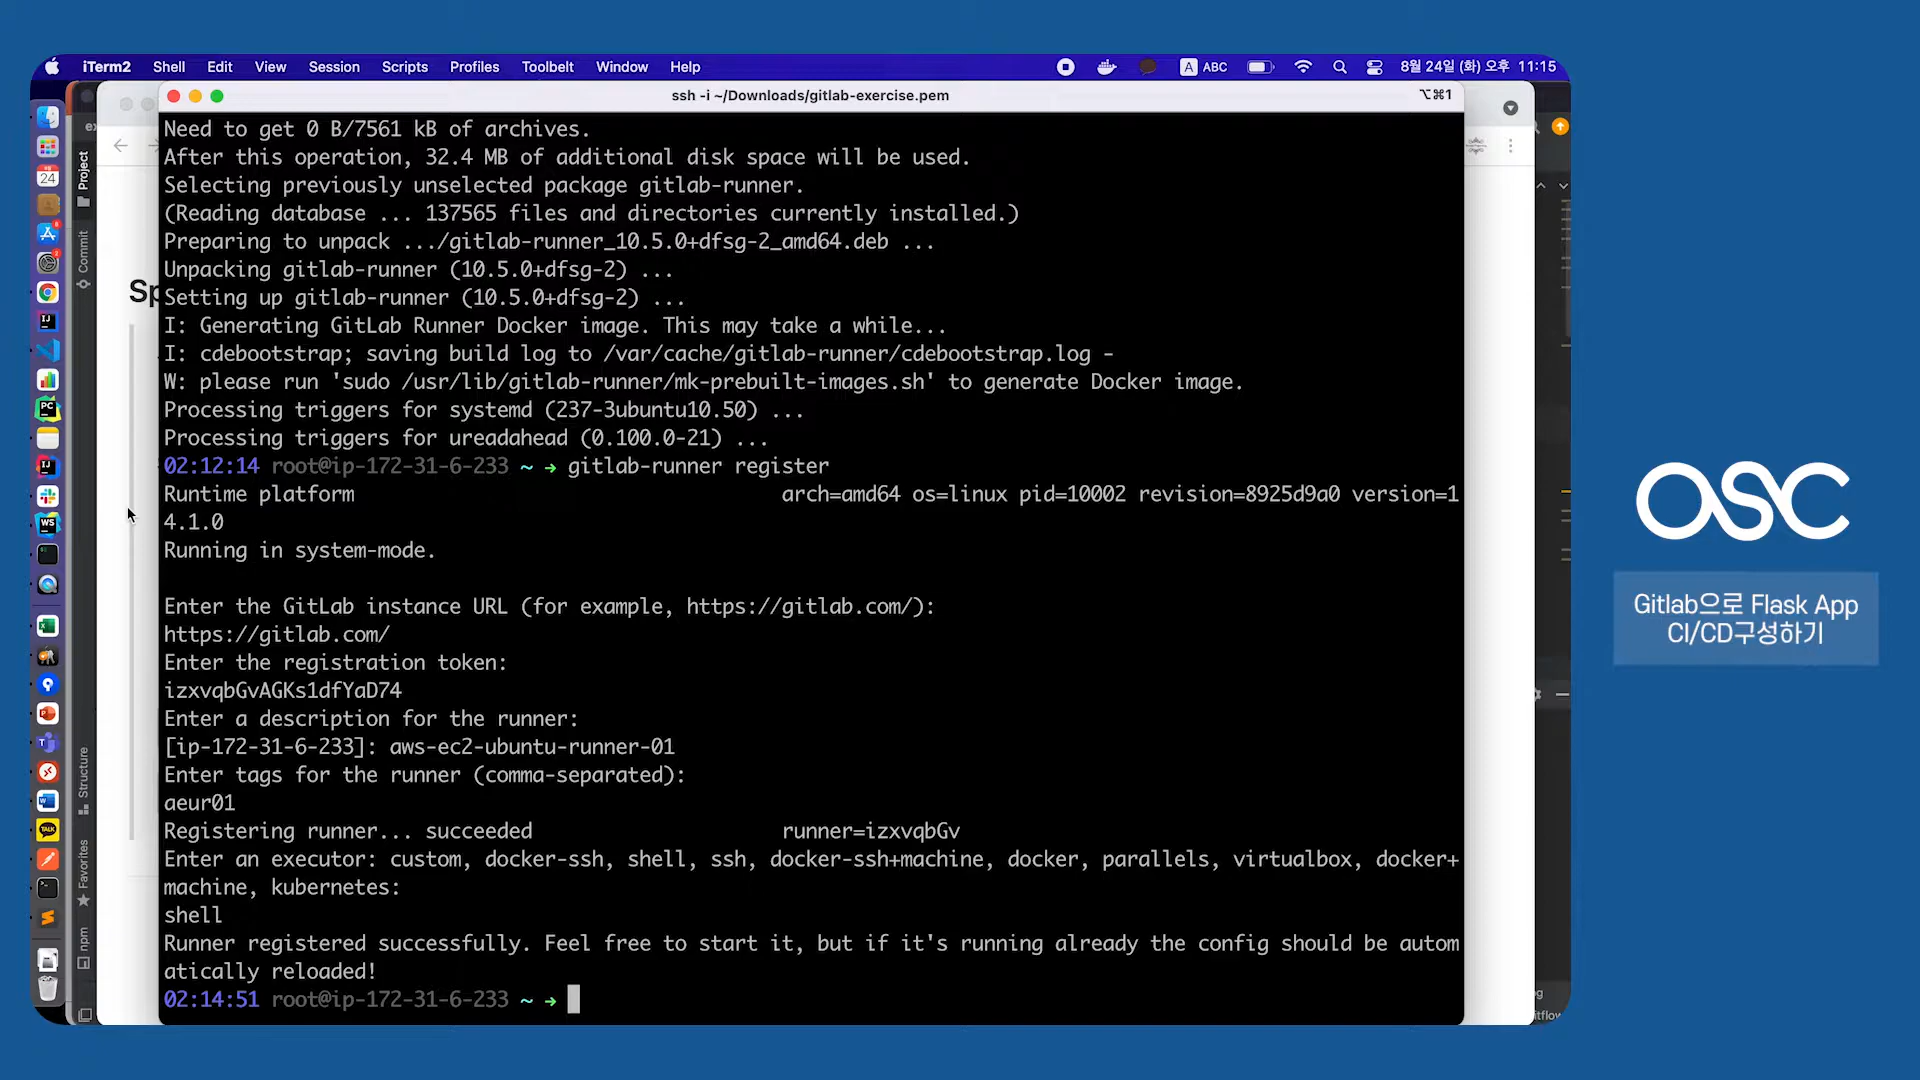 iTerm2 Shell Edit View Session Scripts Profiles Toolbelt Window Help A ABC 8월 24일 (화) 오후 11:15
ssh -i ~/Downloads/gitlab-exercise.pem ⌥⌘1
Need to get 0 B/7561 kB of archives.
After this operation, 32.4 MB of additional disk space will be used.
Selecting previously unselected package gitlab-runner.
(Reading database ... 137565 files and directories currently installed.)
Preparing to unpack .../gitlab-runner_10.5.0+dfsg-2_amd64.deb ...
Unpacking gitlab-runner (10.5.0+dfsg-2) ...
Setting up gitlab-runner (10.5.0+dfsg-2) ...
I: Generating GitLab Runner Docker image. This may take a while...
I: cdebootstrap; saving build log to /var/cache/gitlab-runner/cdebootstrap.log -
W: please run 'sudo /usr/lib/gitlab-runner/mk-prebuilt-images.sh' to generate Docker image.
Processing triggers for systemd (237-3ubuntu10.50) ...
Processing triggers for ureadahead (0.100.0-21) ...
02:12:14 root@ip-172-31-6-233 ~ → gitlab-runner register
Runtime platform arch=amd64 os=linux pid=10002 revision=8925d9a0 version=1
4.1.0
Running in system-mode.
Enter the GitLab instance URL (for example, https://gitlab.com/):
https://gitlab.com/
Enter the registration token:
izxvqbGvAGKs1dfYaD74
Enter a description for the runner:
[ip-172-31-6-233]: aws-ec2-ubuntu-runner-01
Enter tags for the runner (comma-separated):
aeur01
Registering runner... succeeded runner=izxvqbGv
Enter an executor: custom, docker-ssh, shell, ssh, docker-ssh+machine, docker, parallels, virtualbox, docker+
machine, kubernetes:
shell
Runner registered successfully. Feel free to start it, but if it's running already the config should be autom
atically reloaded!
02:14:51 root@ip-172-31-6-233 ~ →
Project
Commit
Structure
Favorites
npm
Sp
24
OSC
Gitlab으로 Flask App
CI/CD구성하기